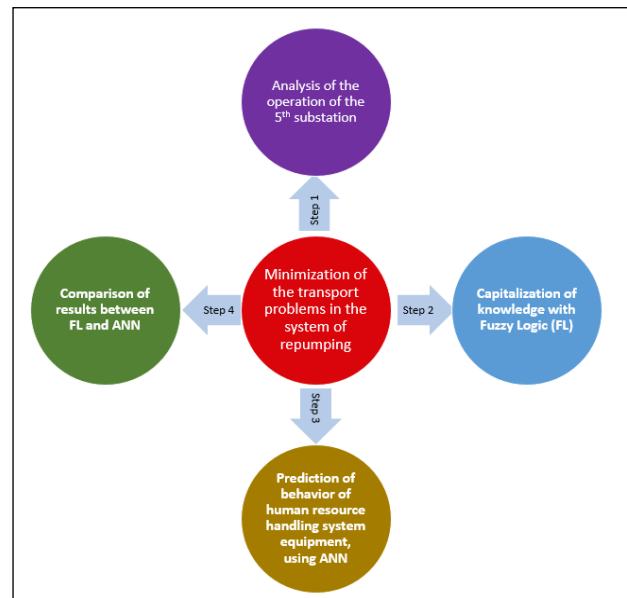 Analysis of the
operation of the
5th substation
Step 1
Minimization of
the transport
problems in the
system of
repumping
Step 2
Capitalization of
knowledge with
Fuzzy Logic (FL)
Step 3
Prediction of
behavior of
human resource
handling system
equipment,
using ANN
Step 4
Comparison of
results between
FL and ANN